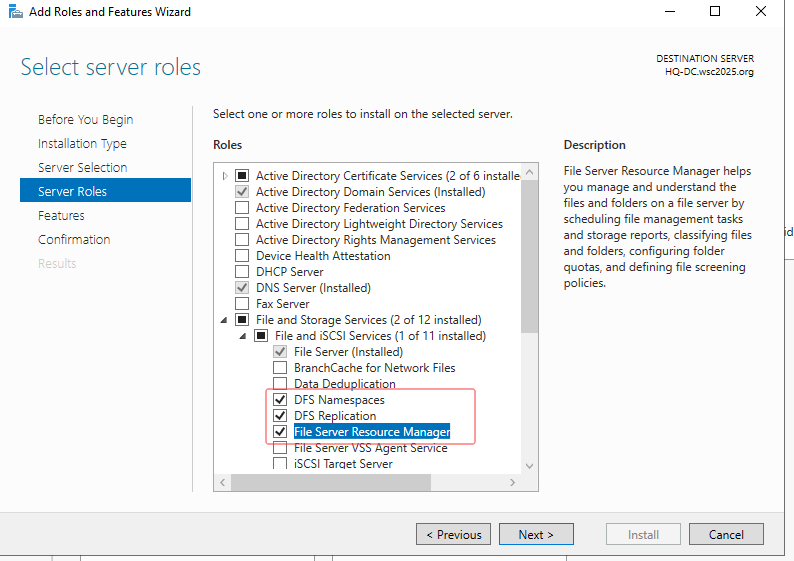 Add Roles and Features Wizard
Select server roles
DESTINATION SERVER
HQ-DC.wsc2025.org
Before You Begin
Installation Type
Server Selection
Server Roles
Features
Confirmation
Results
Select one or more roles to install on the selected server.
Roles
Active Directory Certificate Services (2 of 6 installe
Active Directory Domain Services (Installed)
Active Directory Federation Services
Active Directory Lightweight Directory Services
Active Directory Rights Management Services
Device Health Attestation
DHCP Server
DNS Server (Installed)
Fax Server
File and Storage Services (2 of 12 installed)
File and iSCSI Services (1 of 11 installed)
File Server (Installed)
BranchCache for Network Files
Data Deduplication
DFS Namespaces
DFS Replication
File Server Resource Manager
File Server VSS Agent Service
iSCSI Target Server
Description
File Server Resource Manager helps
you manage and understand the
files and folders on a file server by
scheduling file management tasks
and storage reports, classifying files
and folders, configuring folder
quotas, and defining file screening
policies.
id
< Previous
Next >
Install
Cancel